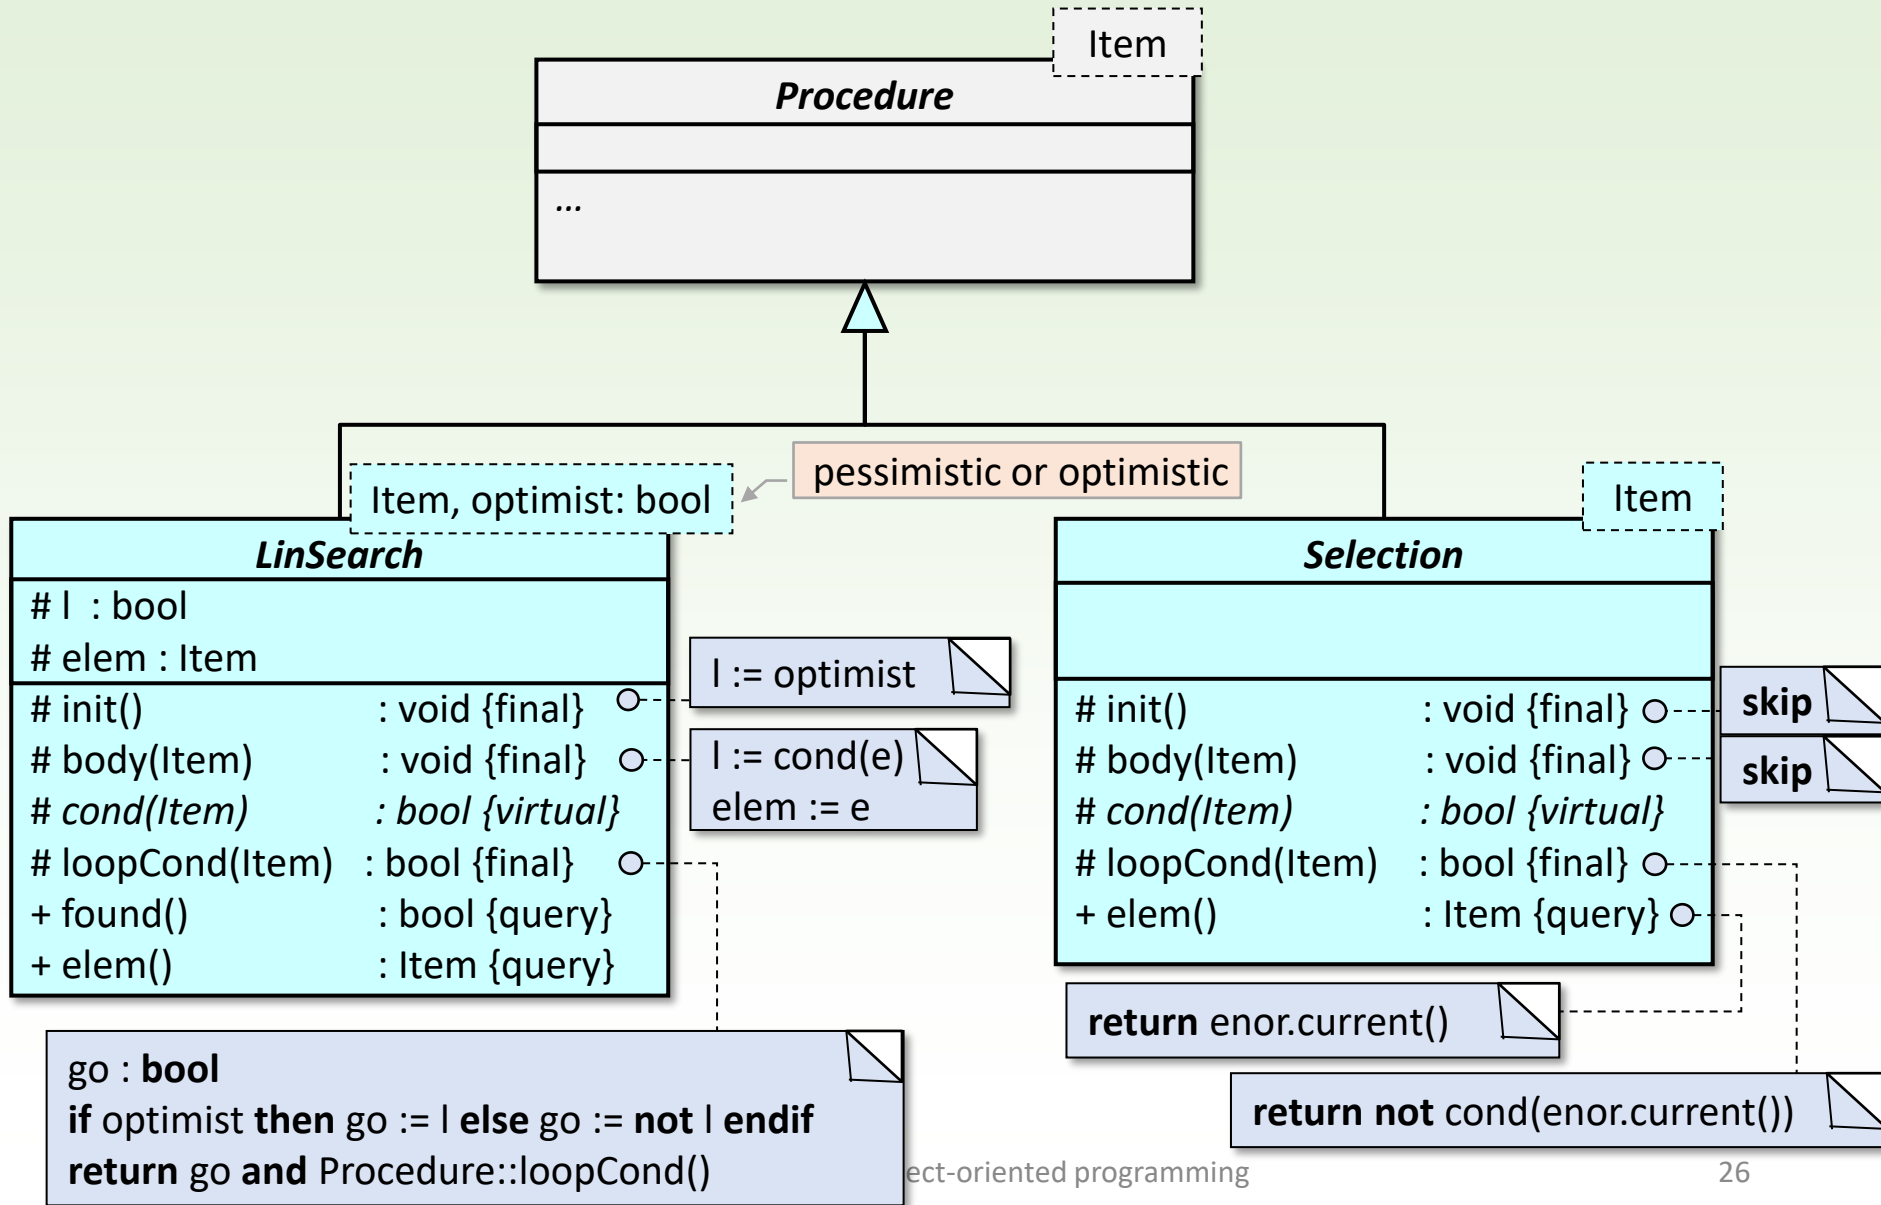 Item
Procedure
...
pessimistic or optimistic
Item, optimist: bool
LinSearch
# l : bool
# elem : Item
# init() : void {final}
# body(Item) : void {final}
# cond(Item) : bool {virtual}
# loopCond(Item) : bool {final}
+ found() : bool {query}
+ elem() : Item {query}
l := optimist
l := cond(e)
elem := e
go : bool
if optimist then go := l else go := not l endif
return go and Procedure::loopCond()
Item
Selection
# init() : void {final}
# body(Item) : void {final}
# cond(Item) : bool {virtual}
# loopCond(Item) : bool {final}
+ elem() : Item {query}
skip
skip
return enor.current()
return not cond(enor.current())
ect-oriented programming
26